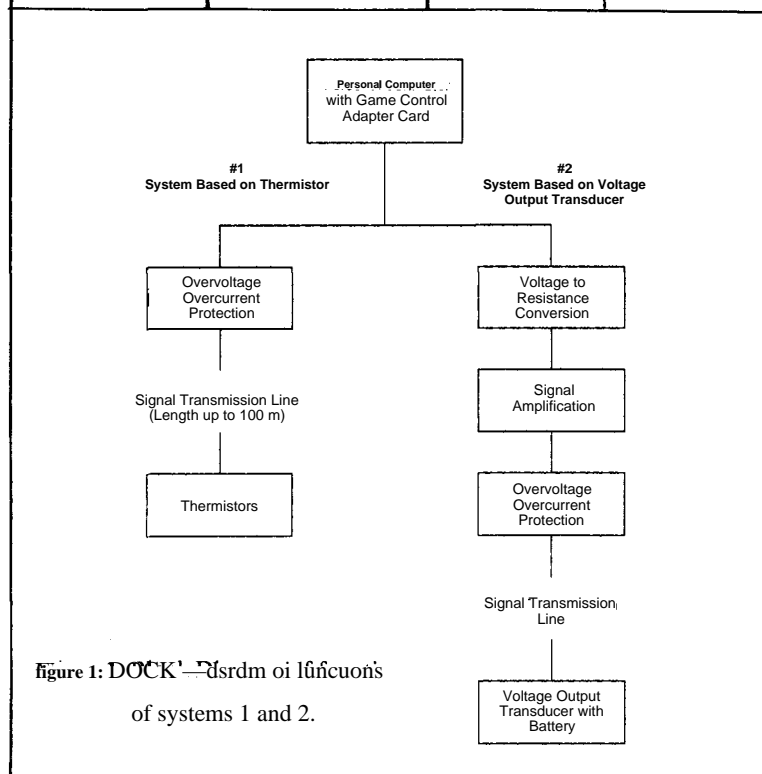 Personal Computer
with Game Control
Adapter Card
#1
System Based on Thermistor
#2
System Based on Voltage
Output Transducer
Overvoltage
Overcurrent
Protection
Signal Transmission Line
(Length up to 100 m)
Thermistors
Voltage to
Resistance
Conversion
Signal
Amplification
Overvoltage
Overcurrent
Protection
Signal Transmission
Line
Voltage Output
Transducer with
Battery
figure 1:
of systems 1 and 2.